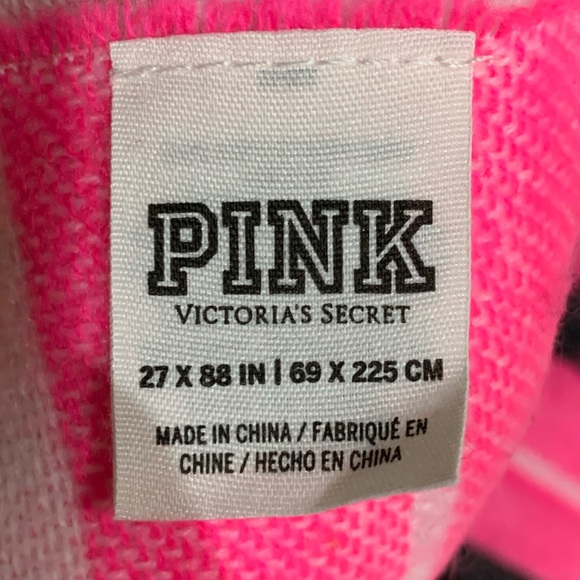 PINK
VICTORIA'S SECRET
27 X 88 IN | 69 X 225 CM
MADE IN CHINA / FABRIQUÉ EN
CHINE / HECHO EN CHINA